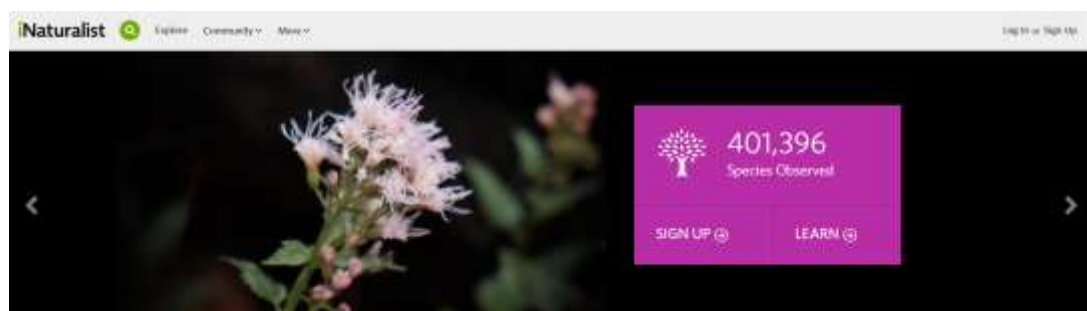 iNaturalist Explore Community More Log In or Sign Up
401,396
Species Observed
SIGN UP LEARN